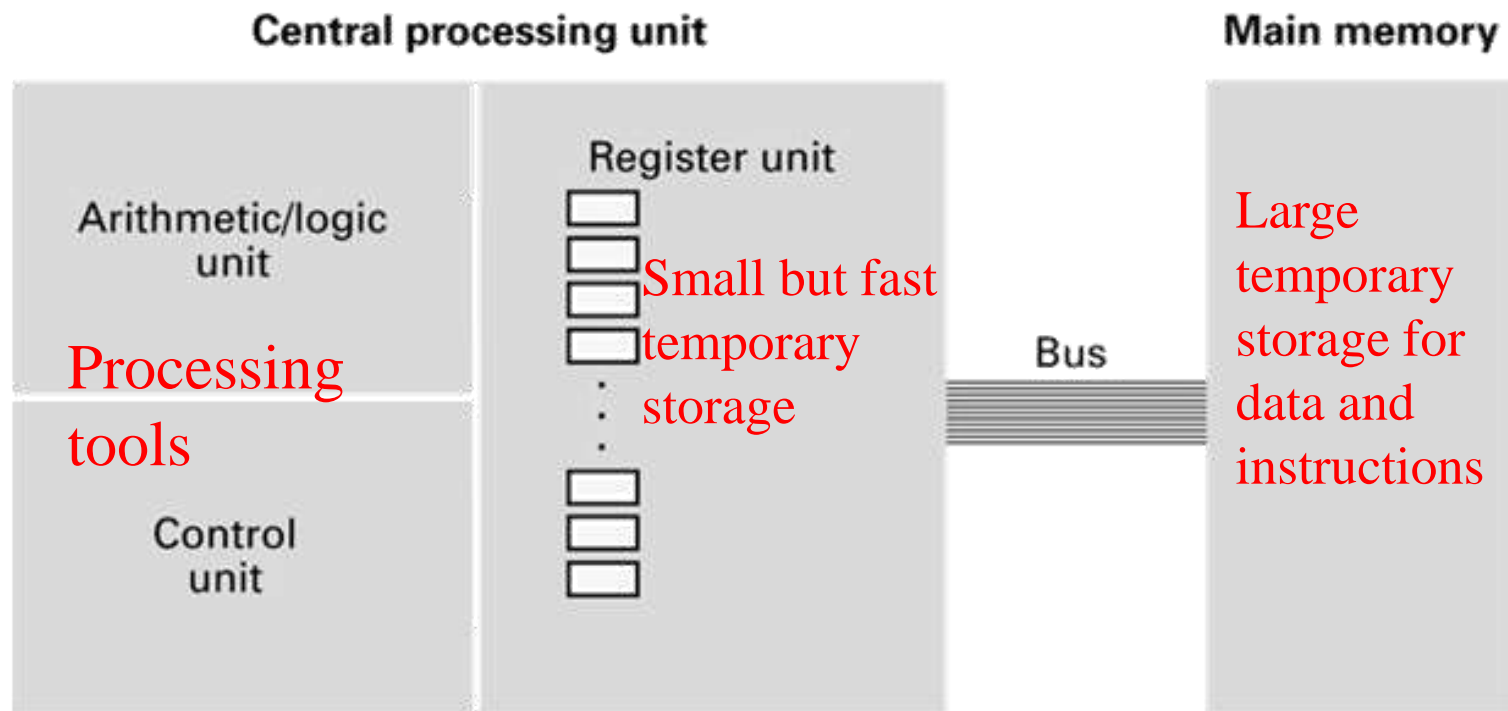 Central processing unit
Main memory
Arithmetic/logic
unit
Processing
tools
Control
unit
Register unit
Small but fast
temporary
storage
Bus
Large
temporary
storage for
data and
instructions